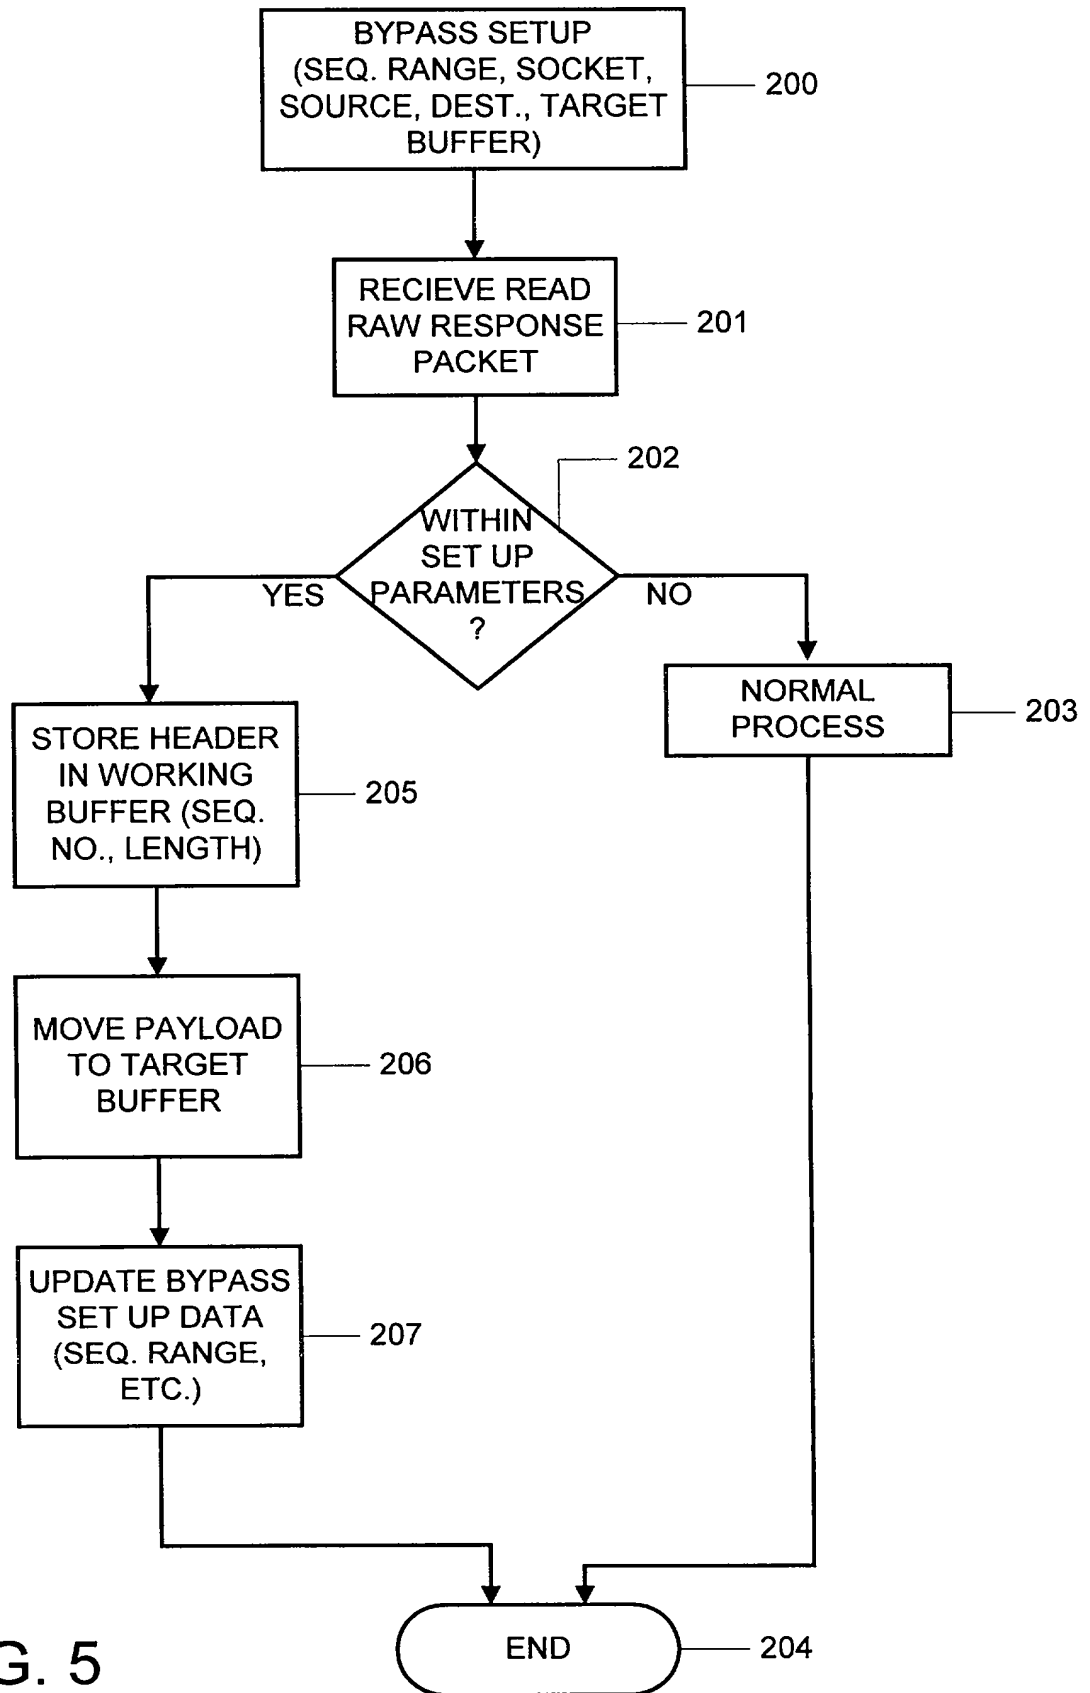 BYPASS SETUP
(SEQ. RANGE, SOCKET,
SOURCE, DEST., TARGET
BUFFER)
200
RECIEVE READ
RAW RESPONSE
PACKET
201
202
WITHIN
SET UP
PARAMETERS
?
YES
NO
NORMAL
PROCESS
203
STORE HEADER
IN WORKING
BUFFER (SEQ.
NO., LENGTH)
205
MOVE PAYLOAD
TO TARGET
BUFFER
206
UPDATE BYPASS
SET UP DATA
(SEQ. RANGE,
ETC.)
207
END
204
G. 5